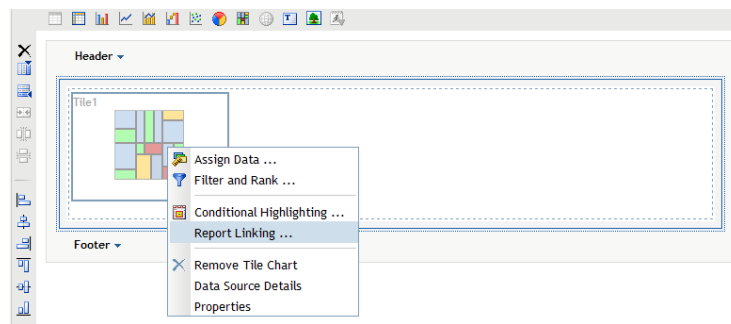 Header
Tile1
Assign Data ...
Filter and Rank ...
Conditional Highlighting ...
Report Linking ...
Remove Tile Chart
Data Source Details
Properties
Footer